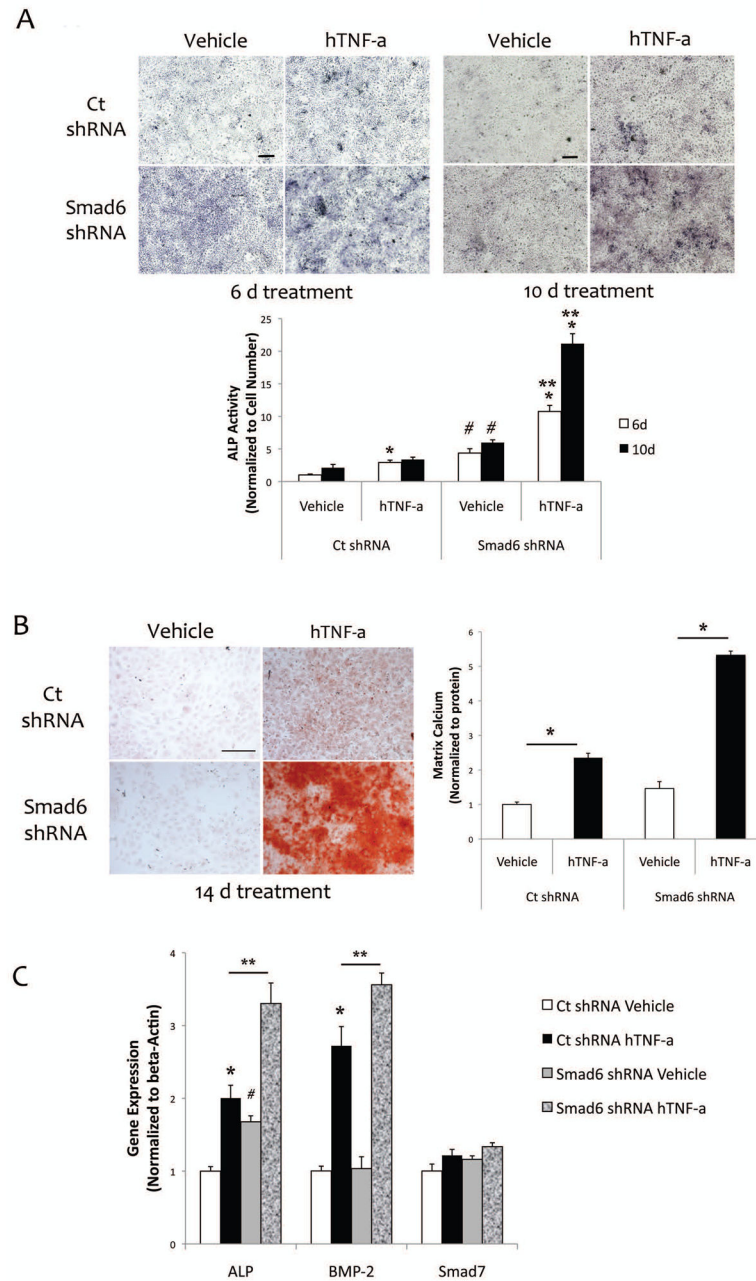 A
Vehicle hTNF-a Vehicle hTNF-a
Ct shRNA
Smad6 shRNA
6 d treatment 10 d treatment
ALP Activity
(Normalized to Cell Number)
25
20
15
10
5
0
*
#
#
**
*
**
*
6d
10d
Vehicle hTNF-a Vehicle hTNF-a
Ct shRNA Smad6 shRNA
B
Vehicle hTNF-a
Ct shRNA
Smad6 shRNA
14 d treatment
Matrix Calcium
(Normalized to protein)
6
5
4
3
2
1
0
*
*
Vehicle hTNF-a Vehicle hTNF-a
Ct shRNA Smad6 shRNA
C
Gene Expression
(Normalized to beta-Actin)
4
3
2
1
0
*
#
**
*
**
ALP BMP-2 Smad7
Ct shRNA Vehicle
Ct shRNA hTNF-a
Smad6 shRNA Vehicle
Smad6 shRNA hTNF-a